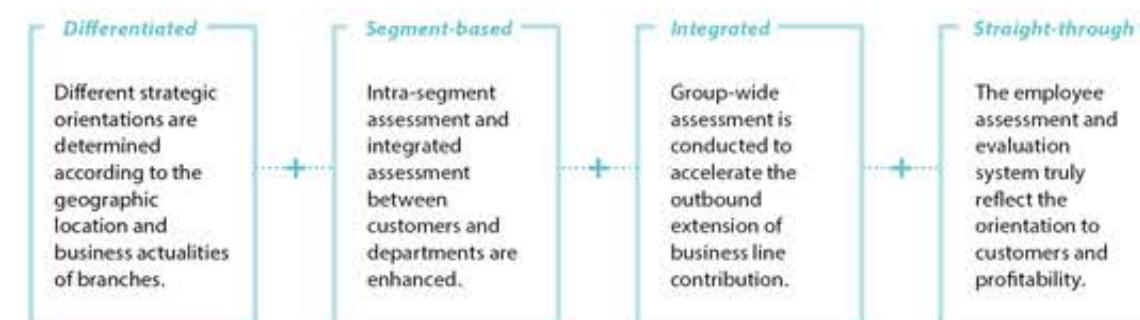 Differentiated
Different strategic
orientations are
determined
according to the
geographic
location and
business actualities
of branches.
Segment-based
Intra-segment
assessment and
integrated
assessment
between
customers and
departments are
enhanced.
Integrated
Group-wide
assessment is
conducted to
accelerate the
outbound
extension of
business line
contribution.
Straight-through
The employee
assessment and
evaluation
system truly
reflect the
orientation to
customers and
profitability.